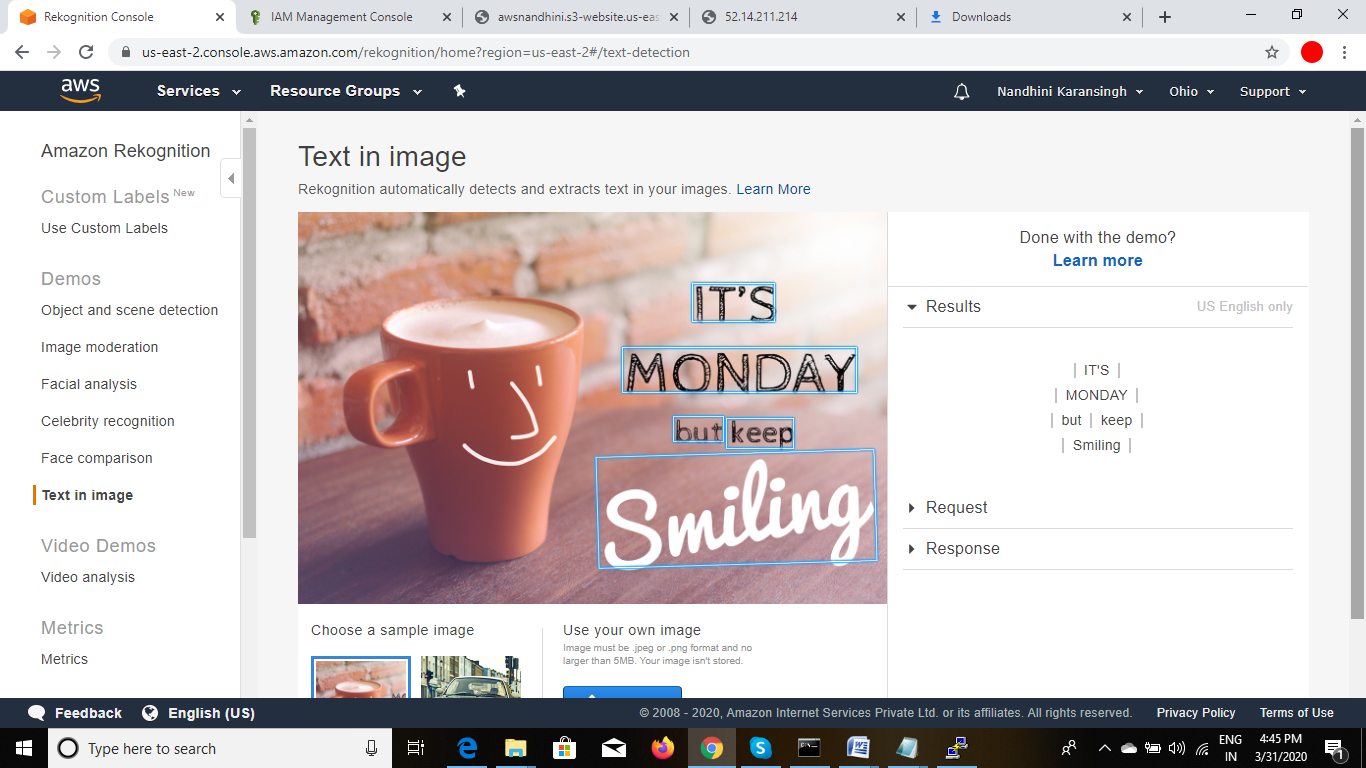 Rekognition Console
IAM Management Console
awsnandhini.s3-website.us-eas
52.14.211.214
Downloads
us-east-2.console.aws.amazon.com/rekognition/home?region=us-east-2#/text-detection
aws
Services
Resource Groups
Nandhini Karansingh
Ohio
Support
Amazon Rekognition
Custom Labels New
Use Custom Labels
Demos
Object and scene detection
Image moderation
Facial analysis
Celebrity recognition
Face comparison
Text in image
Video Demos
Video analysis
Metrics
Metrics
Text in image
Rekognition automatically detects and extracts text in your images. Learn More
IT'S
MONDAY
but keep
Smiling
Choose a sample image
Use your own image
Image must be .jpeg or .png format and no
larger than 5MB. Your image isn't stored.
Done with the demo?
Learn more
Results
US English only
| IT'S |
| MONDAY |
| but | keep |
| Smiling |
Request
Response
Feedback
English (US)
© 2008 - 2020, Amazon Internet Services Private Ltd. or its affiliates. All rights reserved.
Privacy Policy
Terms of Use
Type here to search
ENG
IN
4:45 PM
3/31/2020
1